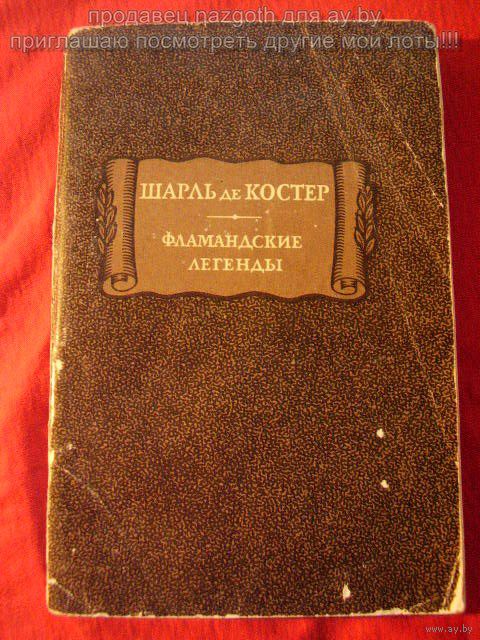 продавец nazgoth для ay.by
приглашаю посмотреть другие мои лоты!!!
ШАРЛЬ ДЕ КОСТЕР
ФЛАМАНДСКИЕ
ЛЕГЕНДЫ
www.ay.by